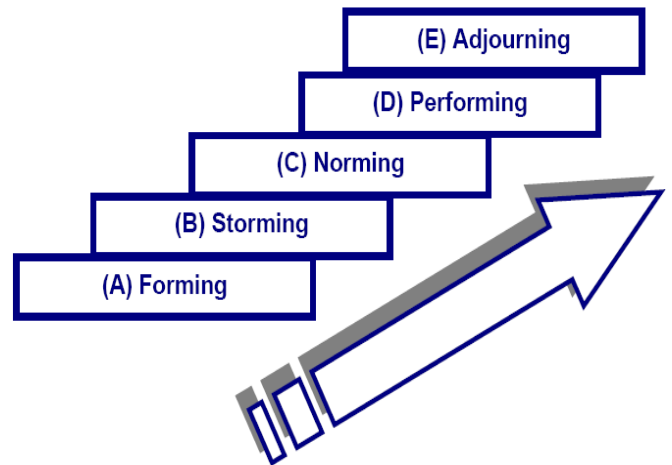 (E) Adjourning
(D) Performing
(C) Norming
(B) Storming
(A) Forming